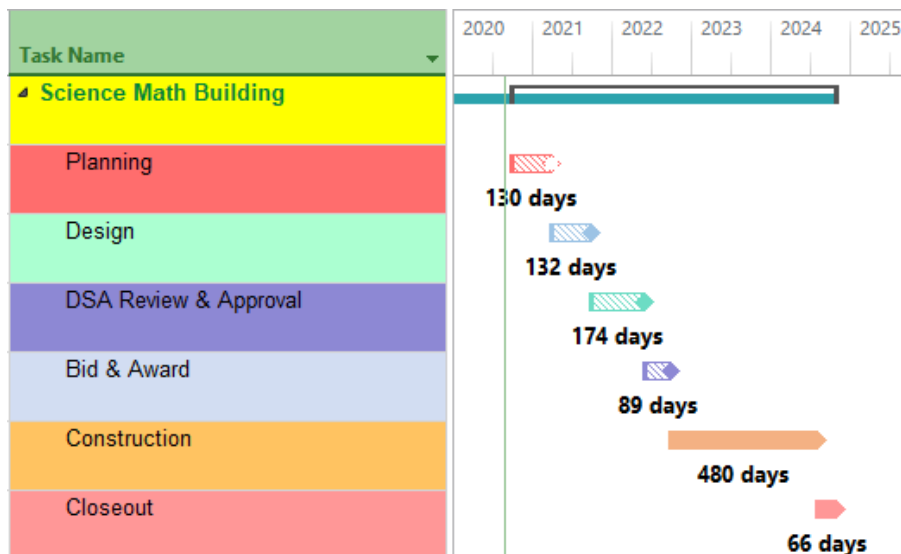 2020 2021 2022 2023 2024 2025
Task Name
Science Math Building
Planning
130 days
Design
132 days
DSA Review & Approval
174 days
Bid & Award
89 days
Construction
480 days
Closeout
66 days